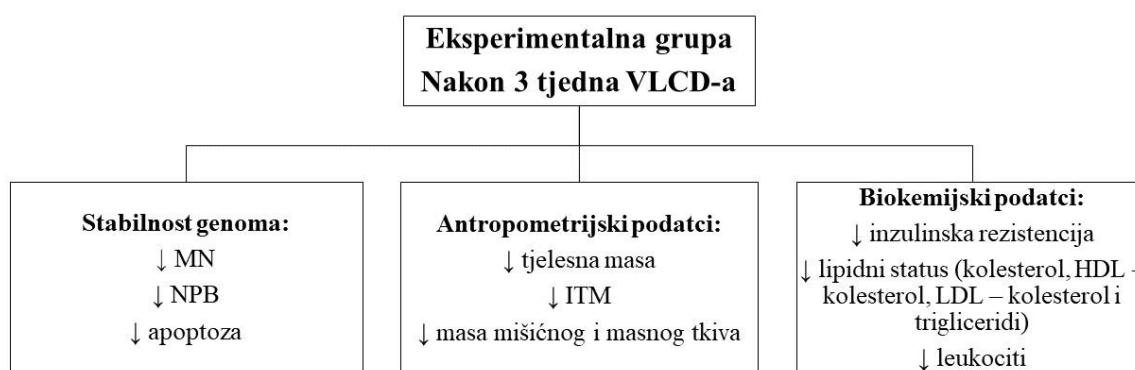 Eksperimentalna grupa
Nakon 3 tjedna VLCD-a
Stabilnost genoma:
↓ MN
↓ NPB
↓ apoptoza
Antropometrijski podatci:
↓ tjelesna masa
↓ ITM
↓ masa mišićnog i masnog tkiva
Biokemijski podatci:
↓ inzulinska rezistencija
↓ lipidni status (kolesterol, HDL –
kolesterol, LDL – kolesterol i
trigliceridi)
↓ leukociti